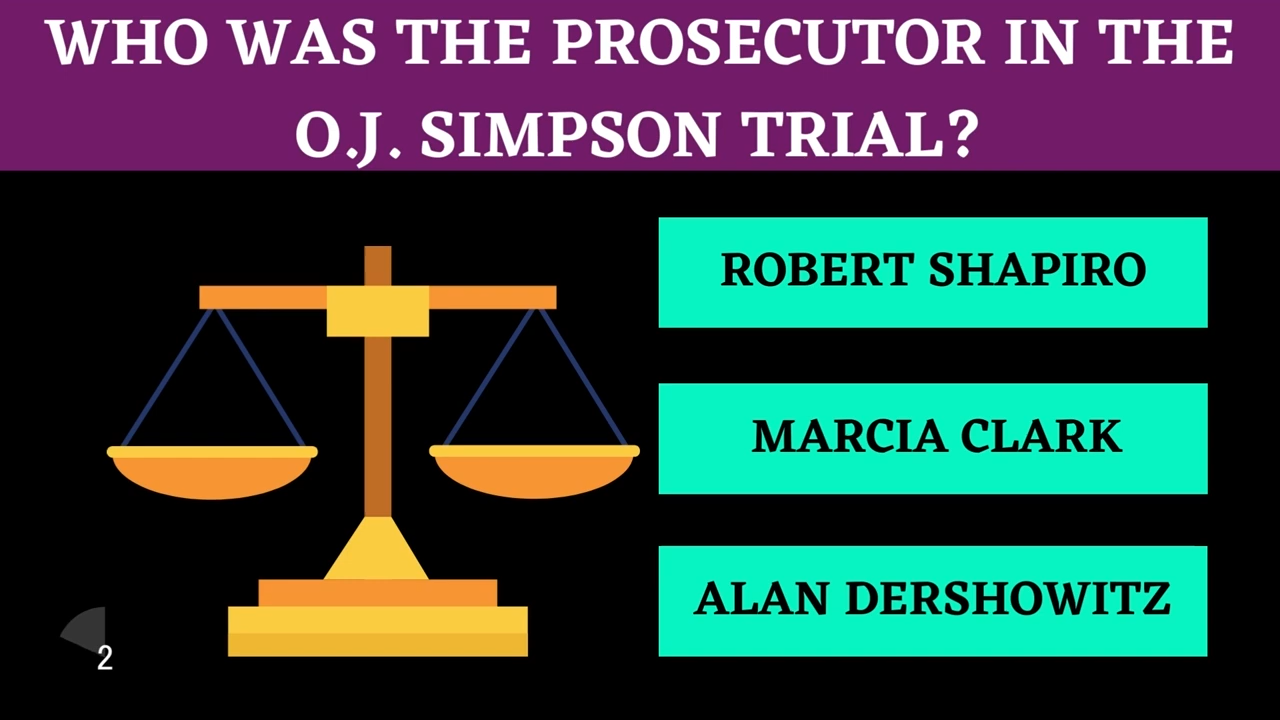 WHO WAS THE PROSECUTOR IN THE
O.J. SIMPSON TRIAL?
ROBERT SHAPIRO
MARCIA CLARK
ALAN DERSHOWITZ
2